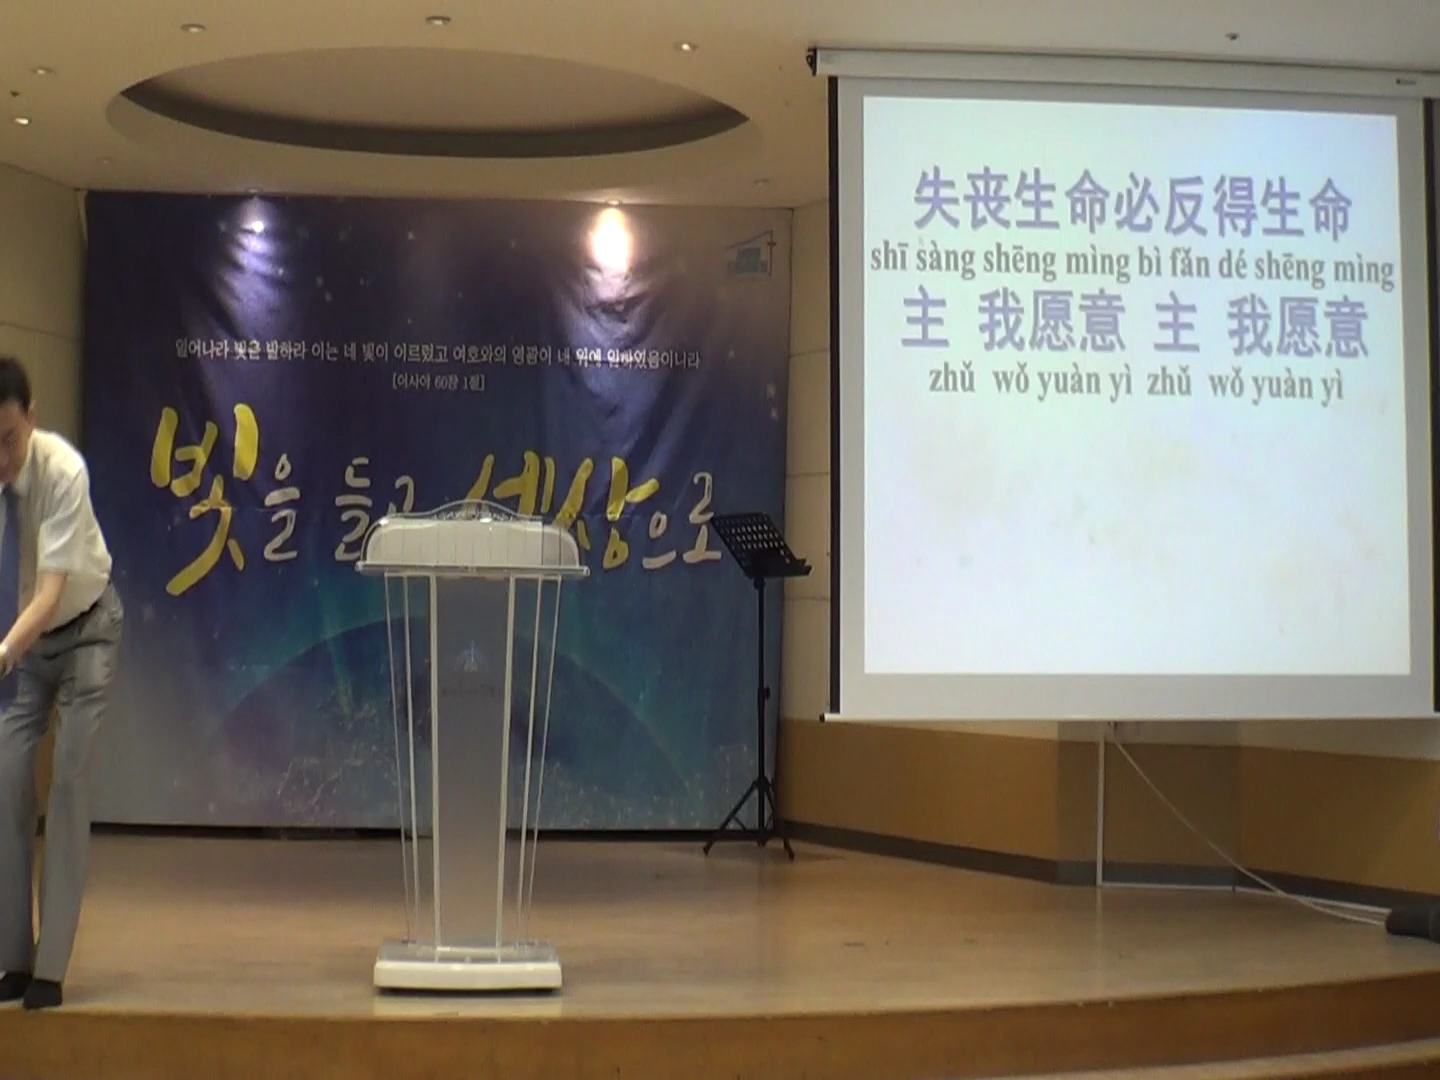 일어나라 빛을 발하라 이는 네 빛이 이르렀고 여호와의 영광이 네 위에 임하였음이니라
[이사야 60장 1절]
빛을 들고 세상으로
失丧生命必反得生命
shī sàng shēng mìng bì fǎn dé shēng mìng
主 我愿意 主 我愿意
zhǔ wǒ yuàn yì zhǔ wǒ yuàn yì